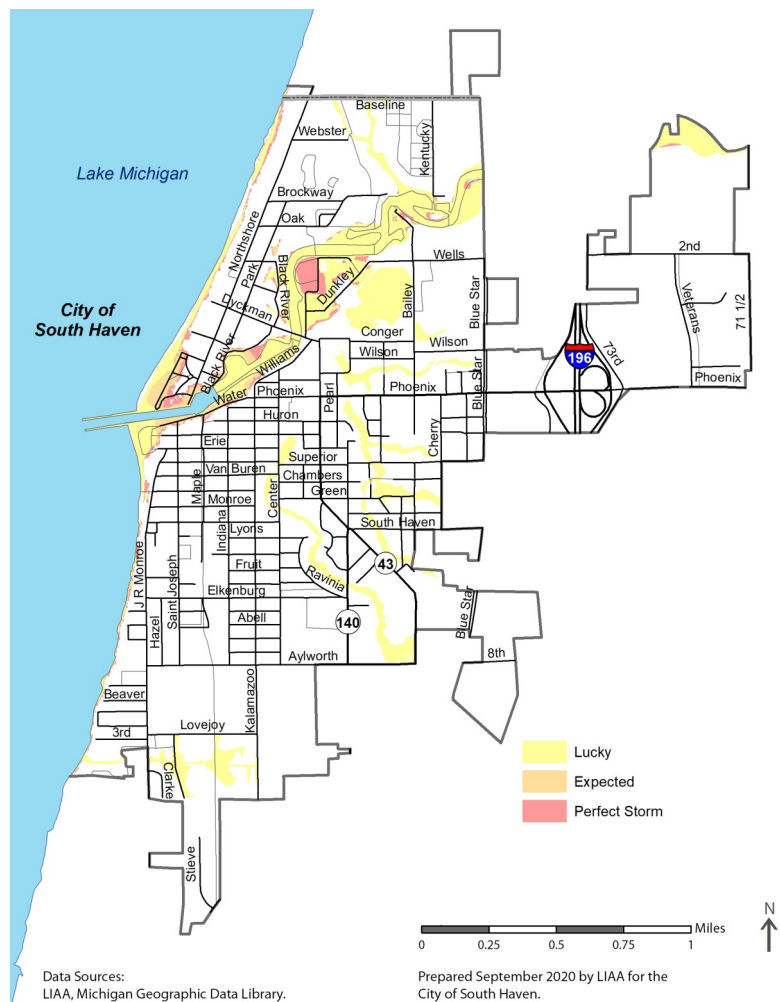 Baseline
Webster
Kentucky
Lake Michigan
Brockway
Oak
Northshore
Park
Black River
2nd
Wells
Dunkley
Bailey
Blue Star
Veterans
71 1/2
City of
South Haven
Dyckman
Conger
Wilson
Wilson
196
73rd
Black River
Williams
Water
Phoenix
Pearl
Phoenix
Blue Star
Phoenix
Huron
Erie
Cherry
Superior
Van Buren
Chambers
Maple
Monroe
Center
Green
Indiana
Lyons
South Haven
J R Monroe
Saint Joseph
Fruit
Ravinia
43
Elkenburg
Hazel
Abell
140
Blue Star
Aylworth
8th
Beaver
Kalamazoo
3rd
Lovejoy
Clarke
Stieve
Lucky
Expected
Perfect Storm
N
Miles
0 0.25 0.5 0.75 1
Data Sources:
LIAA, Michigan Geographic Data Library.
Prepared September 2020 by LIAA for the
City of South Haven.